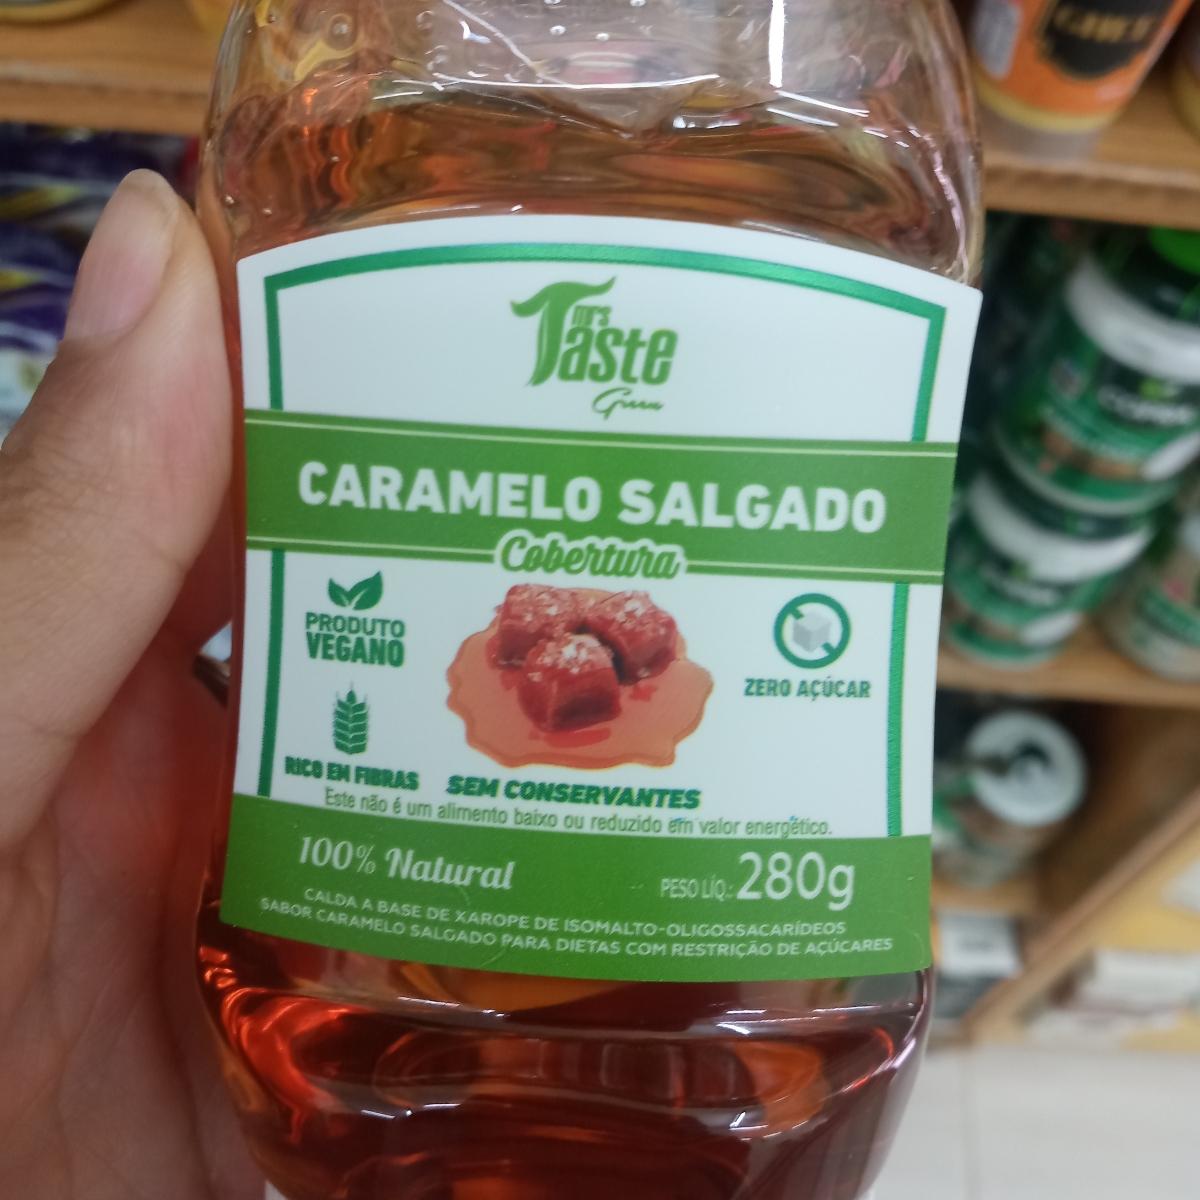 mrs
Taste
Green
CARAMELO SALGADO
Cobertura
PRODUTO
VEGANO
ZERO AÇÚCAR
RICO EM FIBRAS
SEM CONSERVANTES
Este não é um alimento baixo ou reduzido em valor energético.
100% Natural
PESO LÍQ.: 280g
CALDA A BASE DE XAROPE DE ISOMALTO-OLIGOSSACARÍDEOS
SABOR CARAMELO SALGADO PARA DIETAS COM RESTRIÇÃO DE AÇÚCARES